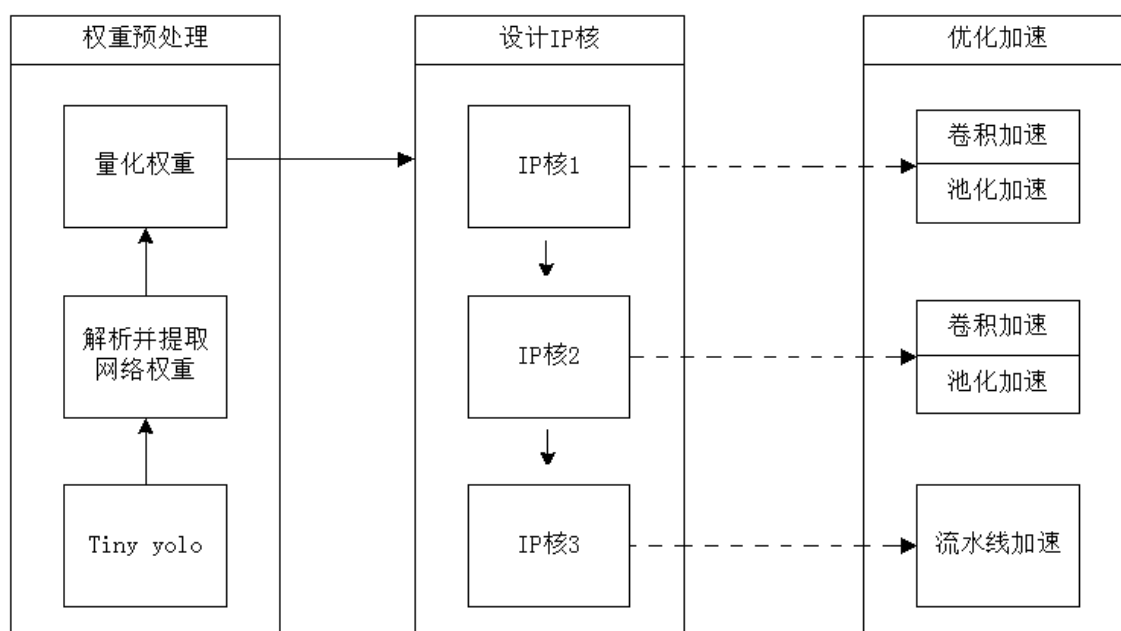 权重预处理
量化权重
解析并提取
网络权重
Tiny yolo
设计IP核
IP核1
IP核2
IP核3
优化加速
卷积加速
池化加速
卷积加速
池化加速
流水线加速